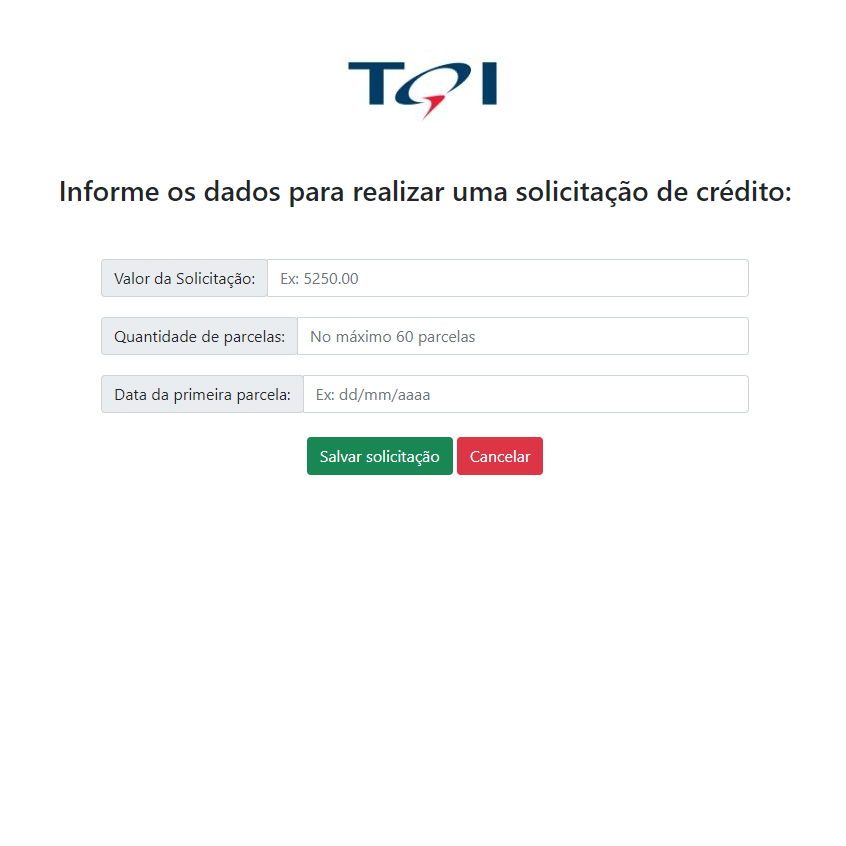 TQI
Informe os dados para realizar uma solicitação de crédito:
Valor da Solicitação: Ex: 5250.00
Quantidade de parcelas: No máximo 60 parcelas
Data da primeira parcela: Ex: dd/mm/aaaa
Salvar solicitação Cancelar